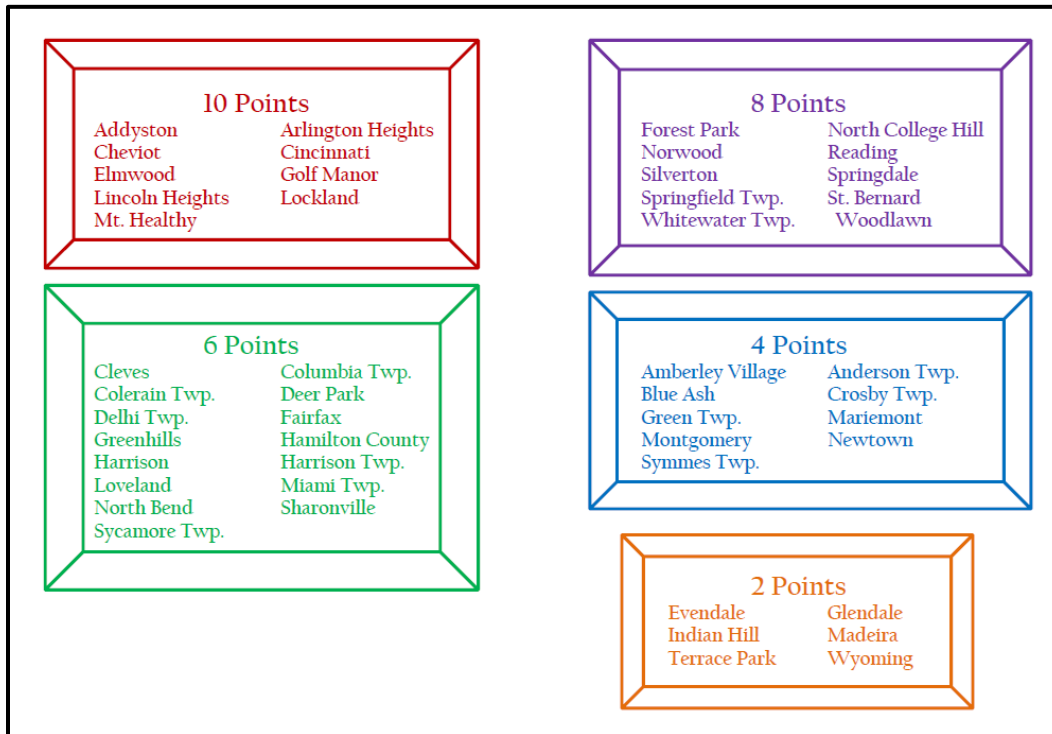 10 Points
Addyston Arlington Heights
Cheviot Cincinnati
Elmwood Golf Manor
Lincoln Heights Lockland
Mt. Healthy
8 Points
Forest Park North College Hill
Norwood Reading
Silverton Springdale
Springfield Twp. St. Bernard
Whitewater Twp. Woodlawn
6 Points
Cleves Columbia Twp.
Colerain Twp. Deer Park
Delhi Twp. Fairfax
Greenhills Hamilton County
Harrison Harrison Twp.
Loveland Miami Twp.
North Bend Sharonville
Sycamore Twp.
4 Points
Amberley Village Anderson Twp.
Blue Ash Crosby Twp.
Green Twp. Mariemont
Montgomery Newtown
Symmes Twp.
2 Points
Evendale Glendale
Indian Hill Madeira
Terrace Park Wyoming